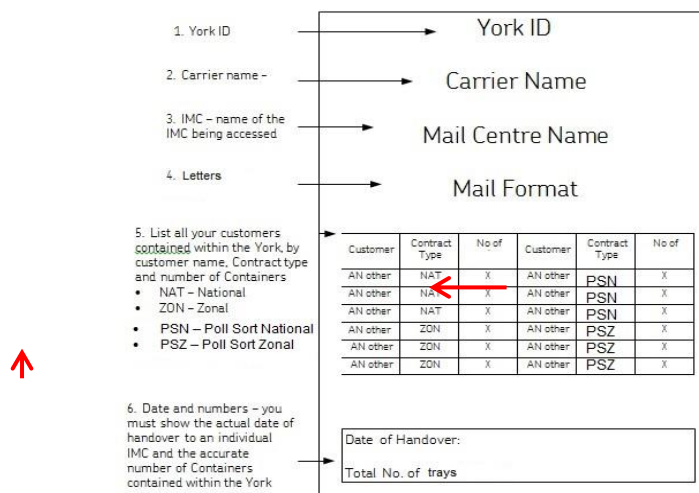 1. York ID
York ID
2. Carrier name –
Carrier Name
3. IMC – name of the
IMC being accessed
Mail Centre Name
4. Letters
Mail Format
5. List all your customers
contained within the York, by
customer name, Contract type
and number of Containers
• NAT – National
• ZON – Zonal
• PSN – Poll Sort National
• PSZ – Poll Sort Zonal
Customer Contract Type No of Customer Contract Type No of
AN other NAT X AN other PSN X
AN other NAT X AN other PSN X
AN other NAT X AN other PSN X
AN other ZON X AN other PSZ X
AN other ZON X AN other PSZ X
AN other ZON X AN other PSZ X
6. Date and numbers – you
must show the actual date of
handover to an individual
IMC and the accurate
number of Containers
contained within the York
Date of Handover:
Total No. of trays